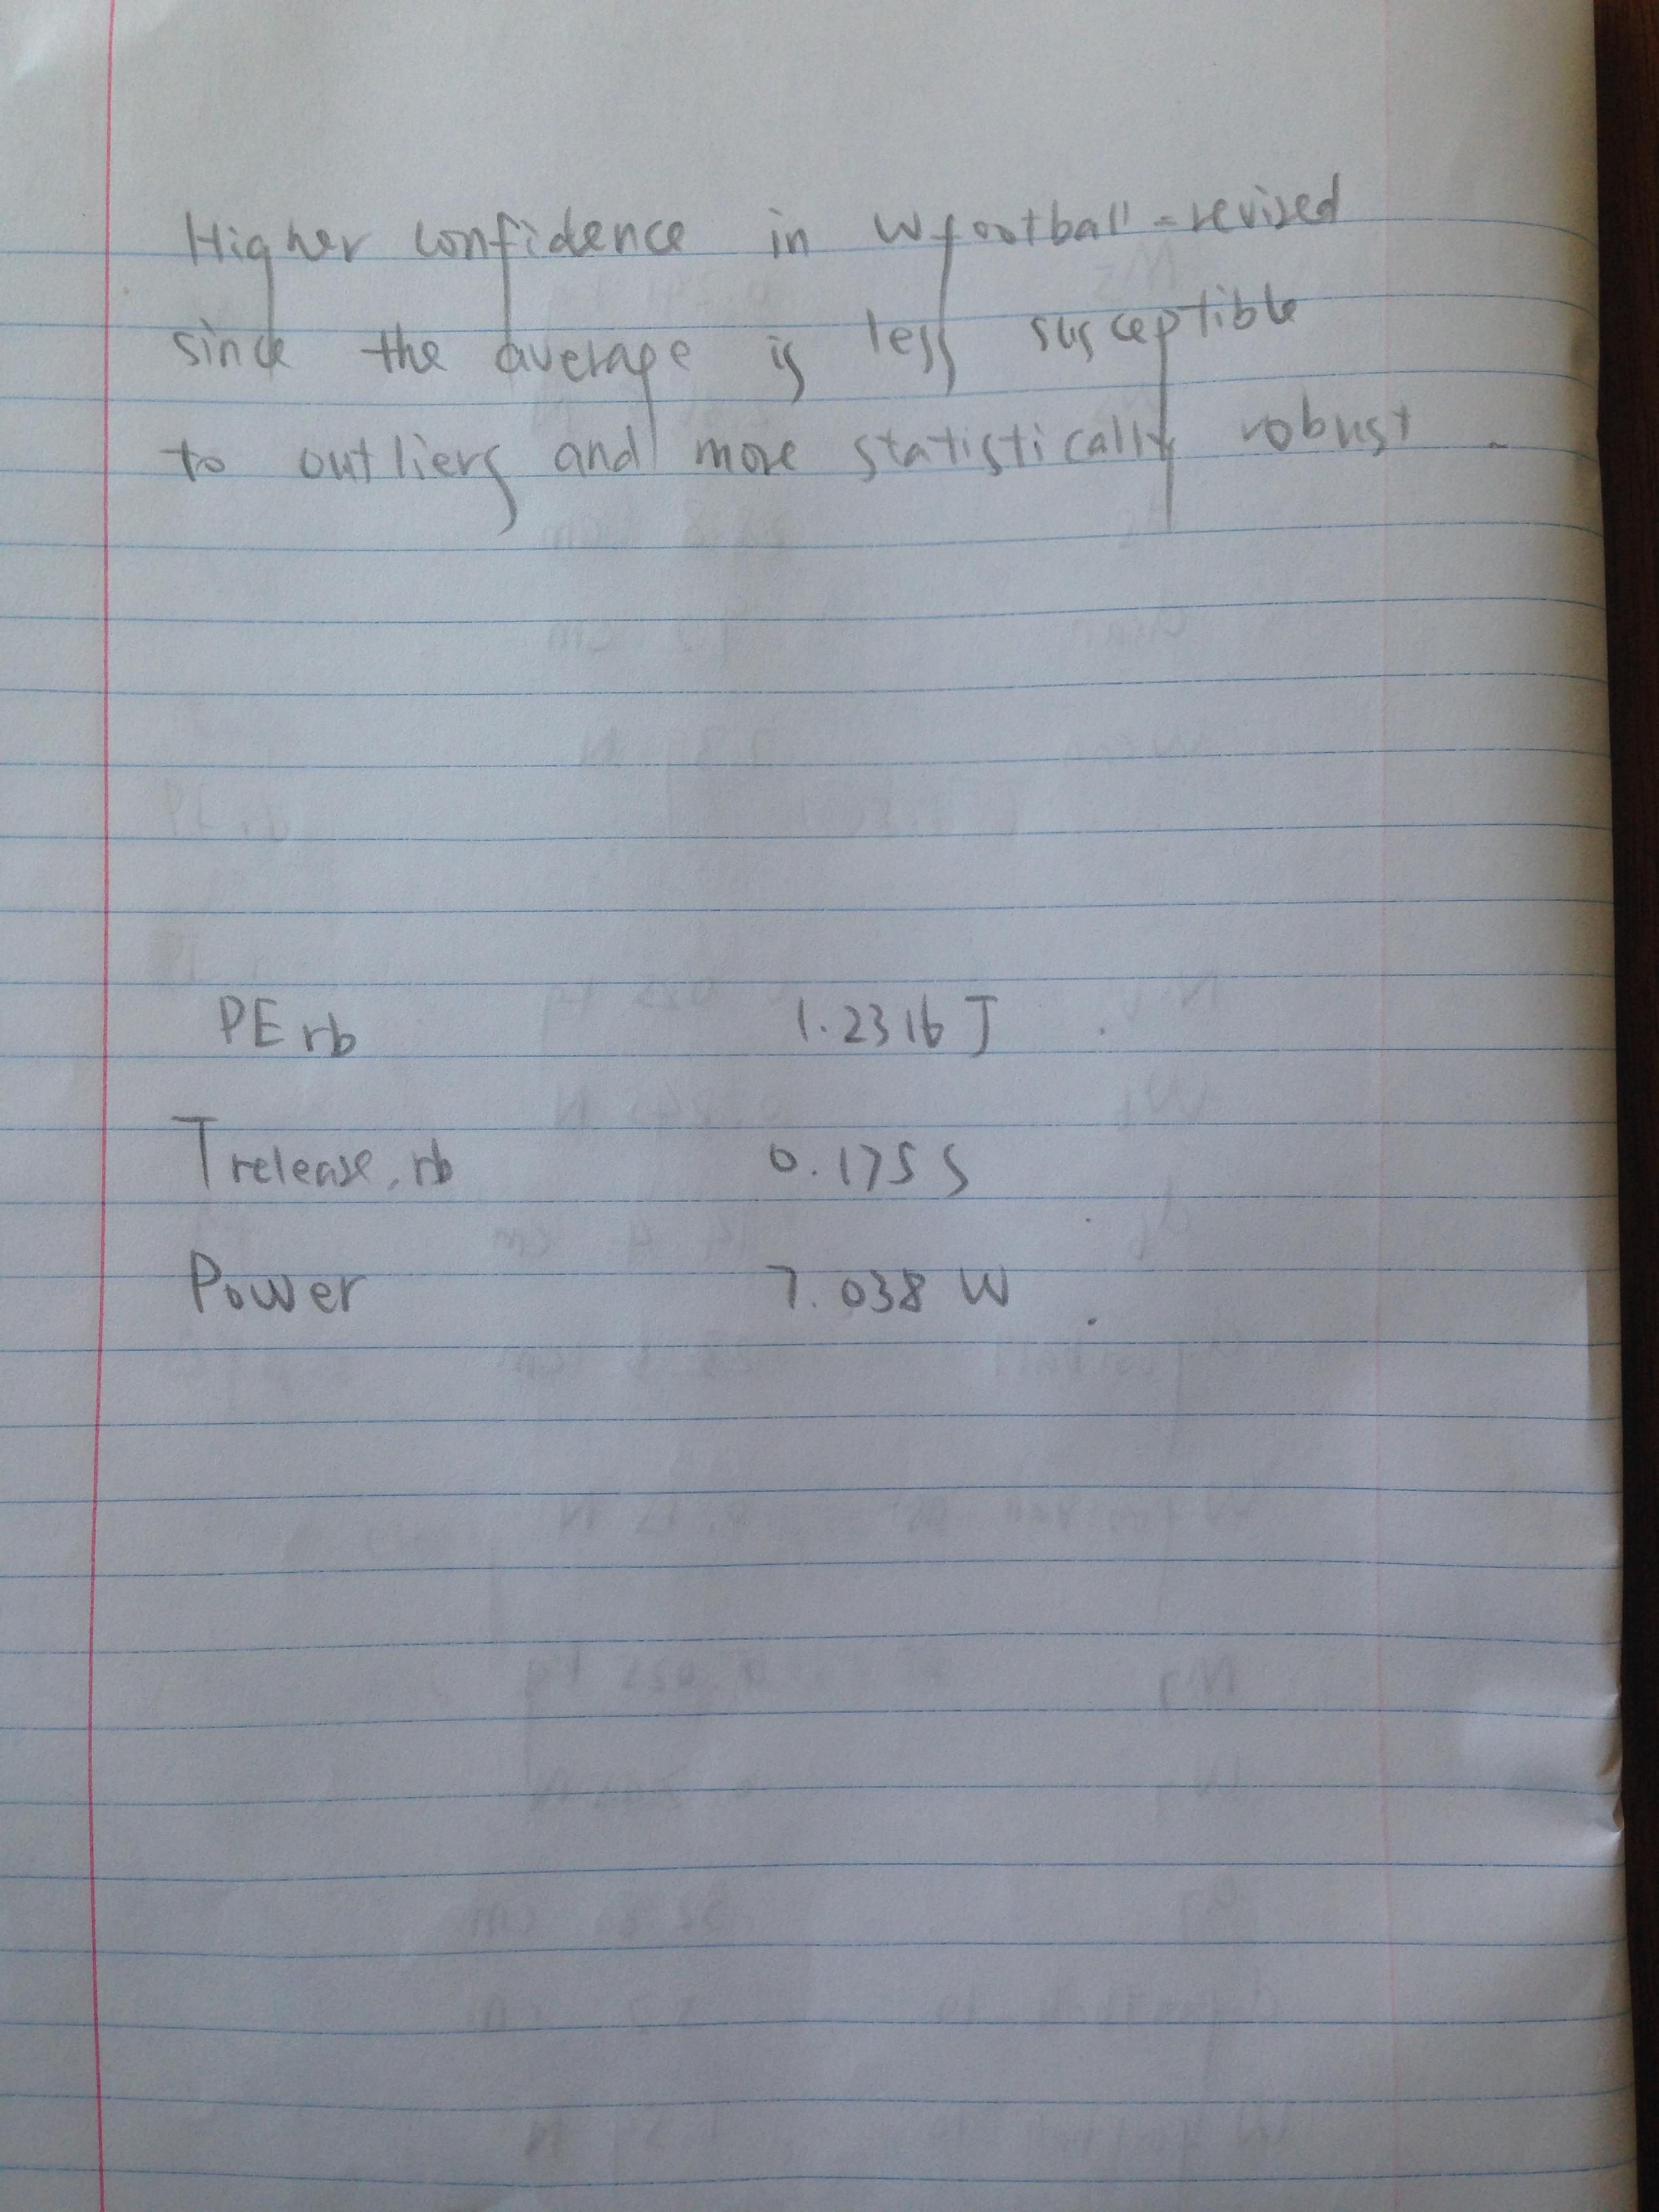 Higher confidence in Wfootball-revised
since the average is less susceptible
to outliers and more statistically robust.
PE rb 1.2316 J
T release, rb 0.175 s
Power 7.038 W